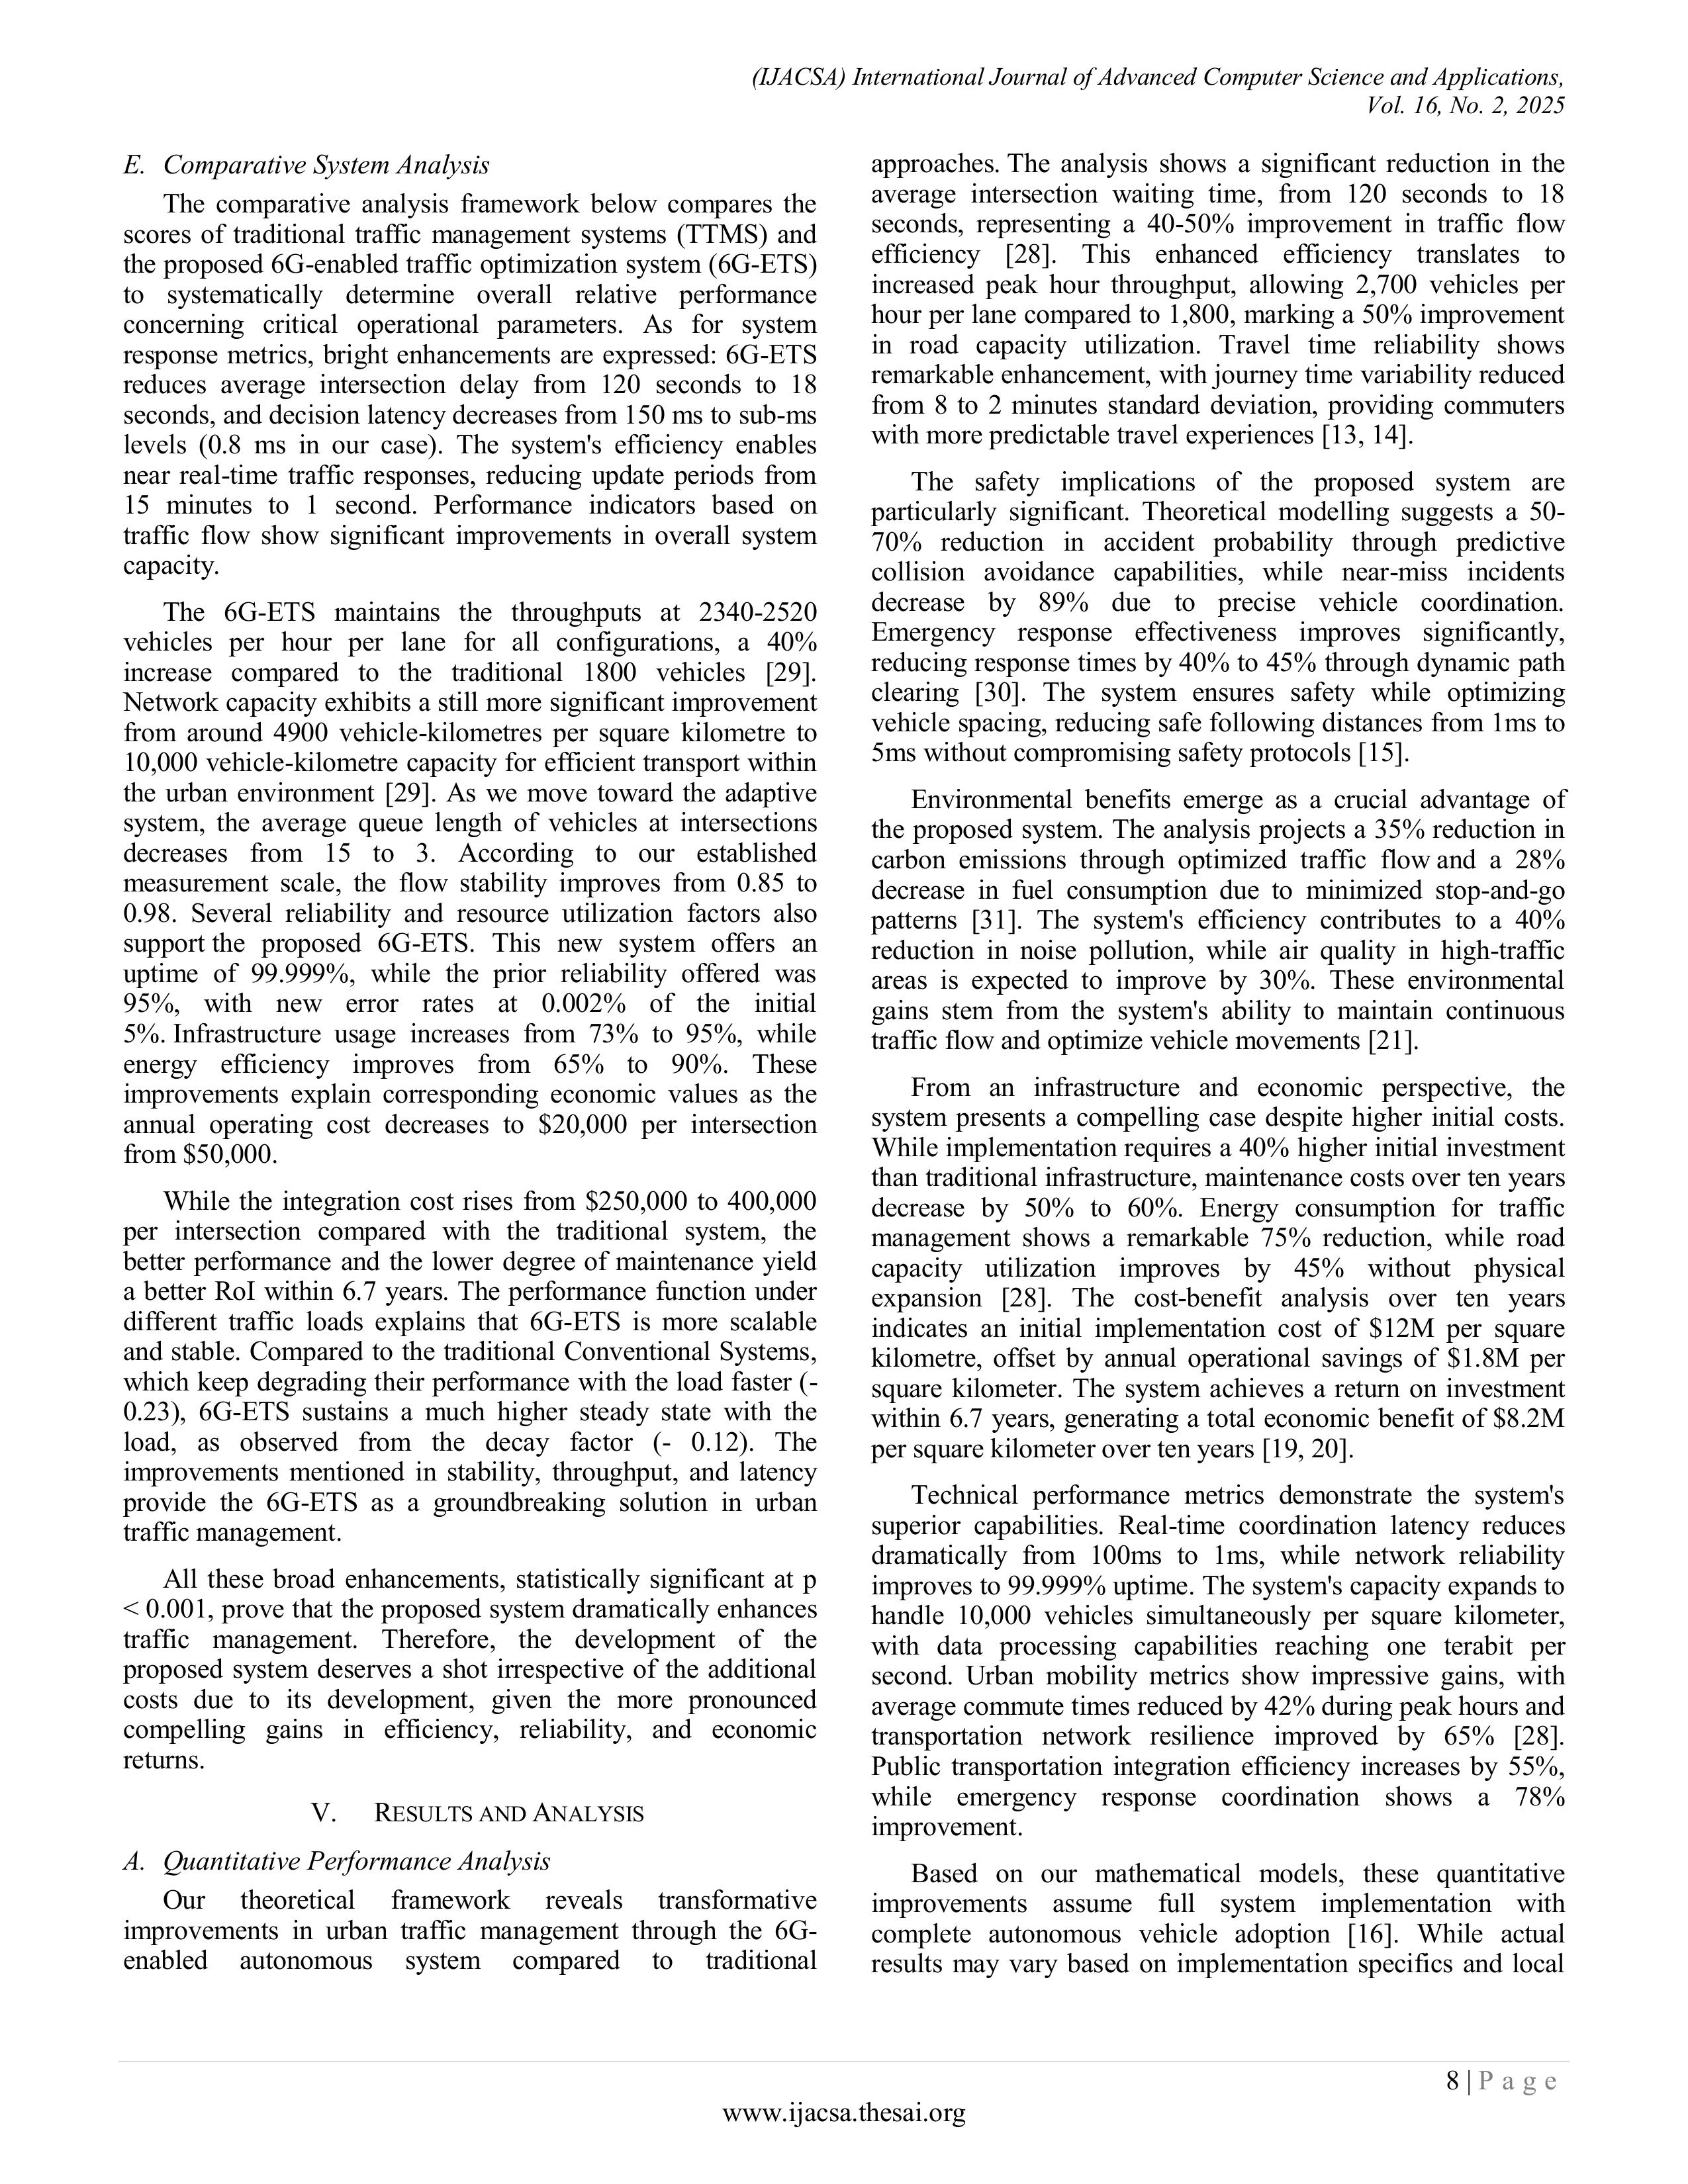 (IJACSA) International Journal of Advanced Computer Science and Applications,
Vol. 16, No. 2, 2025
E. Comparative System Analysis
The comparative analysis framework below compares the
scores of traditional traffic management systems (TTMS) and
the proposed 6G-enabled traffic optimization system (6G-ETS)
to systematically determine overall relative performance
concerning critical operational parameters. As for system
response metrics, bright enhancements are expressed: 6G-ETS
reduces average intersection delay from 120 seconds to 18
seconds, and decision latency decreases from 150 ms to sub-ms
levels (0.8 ms in our case). The system's efficiency enables
near real-time traffic responses, reducing update periods from
15 minutes to 1 second. Performance indicators based on
traffic flow show significant improvements in overall system
capacity.
The 6G-ETS maintains the throughputs at 2340-2520
vehicles per hour per lane for all configurations, a 40%
increase compared to the traditional 1800 vehicles [29].
Network capacity exhibits a still more significant improvement
from around 4900 vehicle-kilometres per square kilometre to
10,000 vehicle-kilometre capacity for efficient transport within
the urban environment [29]. As we move toward the adaptive
system, the average queue length of vehicles at intersections
decreases from 15 to 3. According to our established
measurement scale, the flow stability improves from 0.85 to
0.98. Several reliability and resource utilization factors also
support the proposed 6G-ETS. This new system offers an
uptime of 99.999%, while the prior reliability offered was
95%, with new error rates at 0.002% of the initial
5%. Infrastructure usage increases from 73% to 95%, while
energy efficiency improves from 65% to 90%. These
improvements explain corresponding economic values as the
annual operating cost decreases to $20,000 per intersection
from $50,000.
While the integration cost rises from $250,000 to 400,000
per intersection compared with the traditional system, the
better performance and the lower degree of maintenance yield
a better RoI within 6.7 years. The performance function under
different traffic loads explains that 6G-ETS is more scalable
and stable. Compared to the traditional Conventional Systems,
which keep degrading their performance with the load faster (-
0.23), 6G-ETS sustains a much higher steady state with the
load, as observed from the decay factor (- 0.12). The
improvements mentioned in stability, throughput, and latency
provide the 6G-ETS as a groundbreaking solution in urban
traffic management.
All these broad enhancements, statistically significant at p
< 0.001, prove that the proposed system dramatically enhances
traffic management. Therefore, the development of the
proposed system deserves a shot irrespective of the additional
costs due to its development, given the more pronounced
compelling gains in efficiency, reliability, and economic
returns.
V. RESULTS AND ANALYSIS
A. Quantitative Performance Analysis
Our theoretical framework reveals transformative
improvements in urban traffic management through the 6G-
enabled autonomous system compared to traditional
approaches. The analysis shows a significant reduction in the
average intersection waiting time, from 120 seconds to 18
seconds, representing a 40-50% improvement in traffic flow
efficiency [28]. This enhanced efficiency translates to
increased peak hour throughput, allowing 2,700 vehicles per
hour per lane compared to 1,800, marking a 50% improvement
in road capacity utilization. Travel time reliability shows
remarkable enhancement, with journey time variability reduced
from 8 to 2 minutes standard deviation, providing commuters
with more predictable travel experiences [13, 14].
The safety implications of the proposed system are
particularly significant. Theoretical modelling suggests a 50-
70% reduction in accident probability through predictive
collision avoidance capabilities, while near-miss incidents
decrease by 89% due to precise vehicle coordination.
Emergency response effectiveness improves significantly,
reducing response times by 40% to 45% through dynamic path
clearing [30]. The system ensures safety while optimizing
vehicle spacing, reducing safe following distances from 1ms to
5ms without compromising safety protocols [15].
Environmental benefits emerge as a crucial advantage of
the proposed system. The analysis projects a 35% reduction in
carbon emissions through optimized traffic flow and a 28%
decrease in fuel consumption due to minimized stop-and-go
patterns [31]. The system's efficiency contributes to a 40%
reduction in noise pollution, while air quality in high-traffic
areas is expected to improve by 30%. These environmental
gains stem from the system's ability to maintain continuous
traffic flow and optimize vehicle movements [21].
From an infrastructure and economic perspective, the
system presents a compelling case despite higher initial costs.
While implementation requires a 40% higher initial investment
than traditional infrastructure, maintenance costs over ten years
decrease by 50% to 60%. Energy consumption for traffic
management shows a remarkable 75% reduction, while road
capacity utilization improves by 45% without physical
expansion [28]. The cost-benefit analysis over ten years
indicates an initial implementation cost of $12M per square
kilometre, offset by annual operational savings of $1.8M per
square kilometer. The system achieves a return on investment
within 6.7 years, generating a total economic benefit of $8.2M
per square kilometer over ten years [19, 20].
Technical performance metrics demonstrate the system's
superior capabilities. Real-time coordination latency reduces
dramatically from 100ms to 1ms, while network reliability
improves to 99.999% uptime. The system's capacity expands to
handle 10,000 vehicles simultaneously per square kilometer,
with data processing capabilities reaching one terabit per
second. Urban mobility metrics show impressive gains, with
average commute times reduced by 42% during peak hours and
transportation network resilience improved by 65% [28].
Public transportation integration efficiency increases by 55%,
while emergency response coordination shows a 78%
improvement.
Based on our mathematical models, these quantitative
improvements assume full system implementation with
complete autonomous vehicle adoption [16]. While actual
results may vary based on implementation specifics and local
8 | Page
www.ijacsa.thesai.org